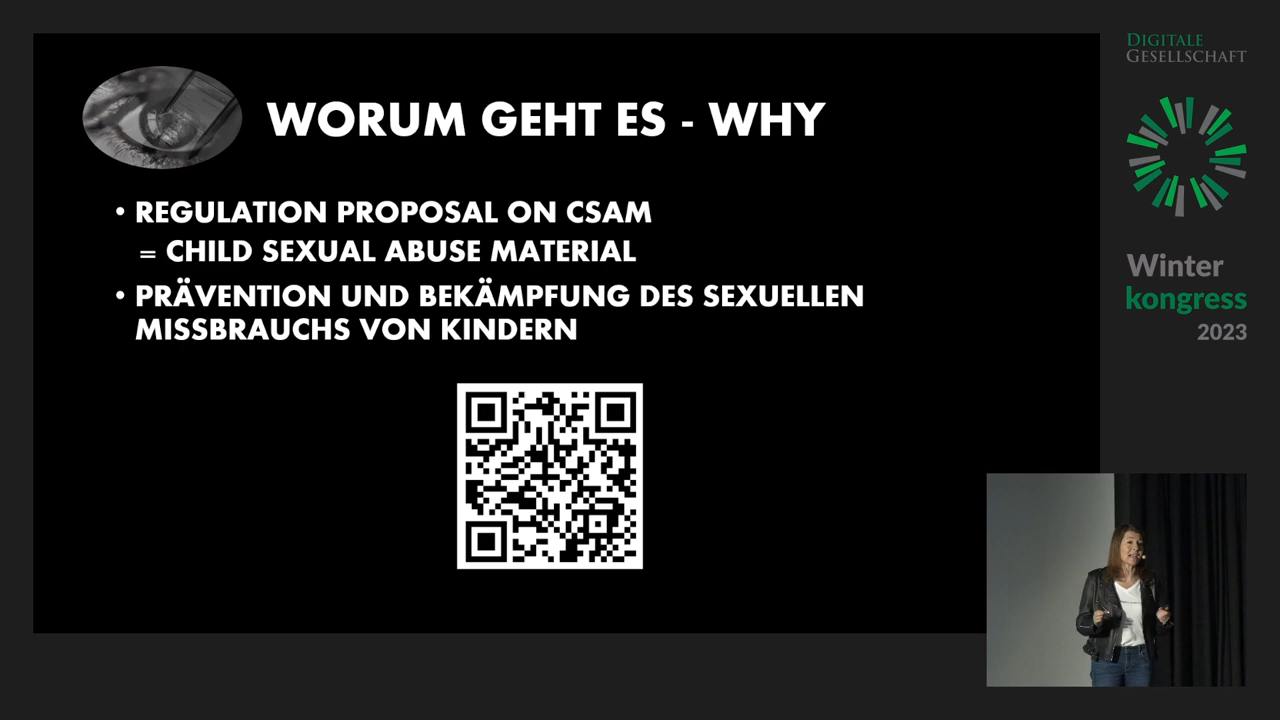 WORUM GEHT ES - WHY
• REGULATION PROPOSAL ON CSAM
= CHILD SEXUAL ABUSE MATERIAL
• PRÄVENTION UND BEKÄMPFUNG DES SEXUELLEN
MISSBRAUCHS VON KINDERN
DIGITALE
GESELLSCHAFT
Winter
kongress
2023